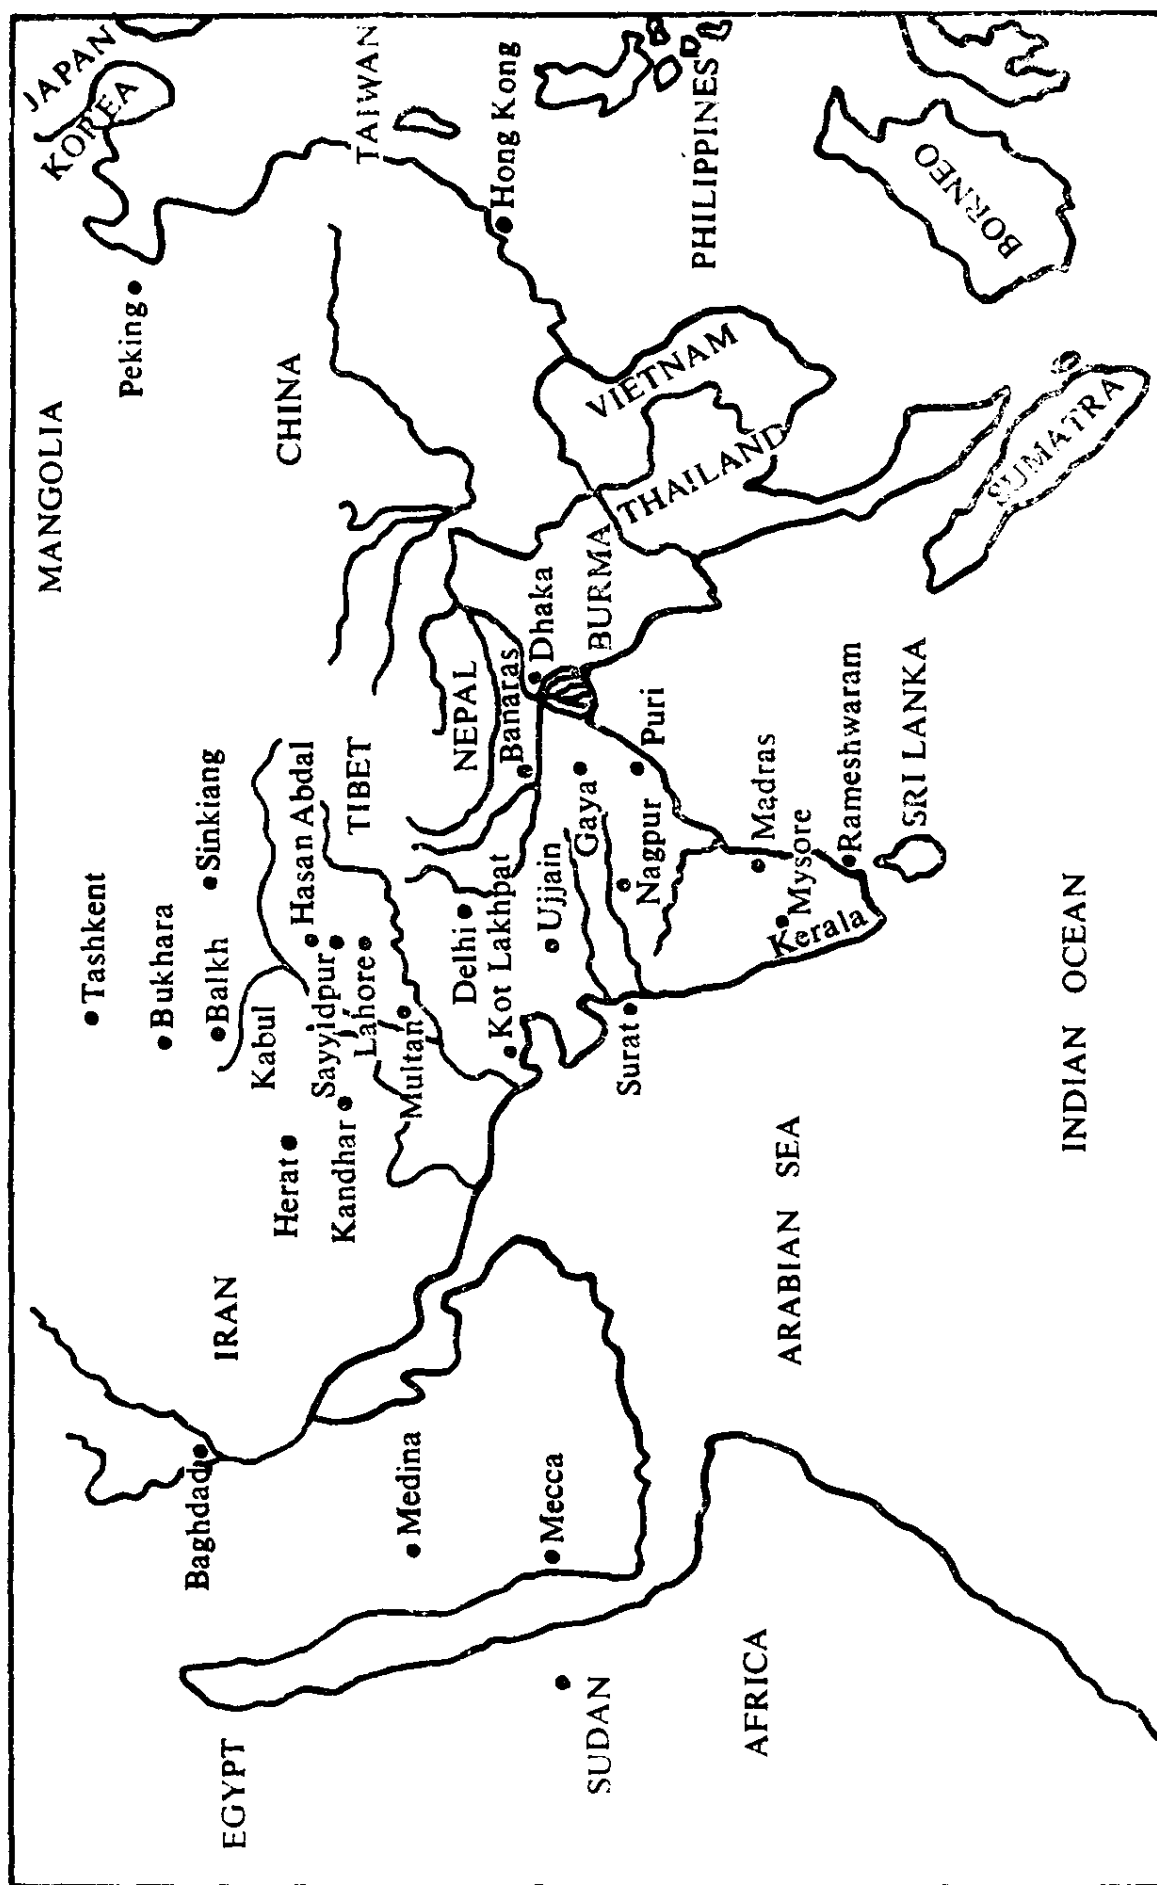 MANGOLIA
JAPAN
KOREA
Tashkent
Peking
Bukhara
EGYPT
Baghdad
IRAN
Balkh
Sinkiang
Kabul
CHINA
Herat
Hasan Abdal
Sayyidpur
Kandhar
Lahore
TIBET
TAIWAN
Medina
Multan
Delhi
NEPAL
Kot Lakhpat
Banaras
Hong Kong
Mecca
Ujjain
Dhaka
SUDAN
Gaya
BURMA
VIETNAM
Surat
Nagpur
Puri
THAILAND
PHILIPPINES
AFRICA
ARABIAN SEA
Madras
Mysore
Kerala
Rameshwaram
SRI LANKA
BORNEO
SUMATRA
INDIAN OCEAN